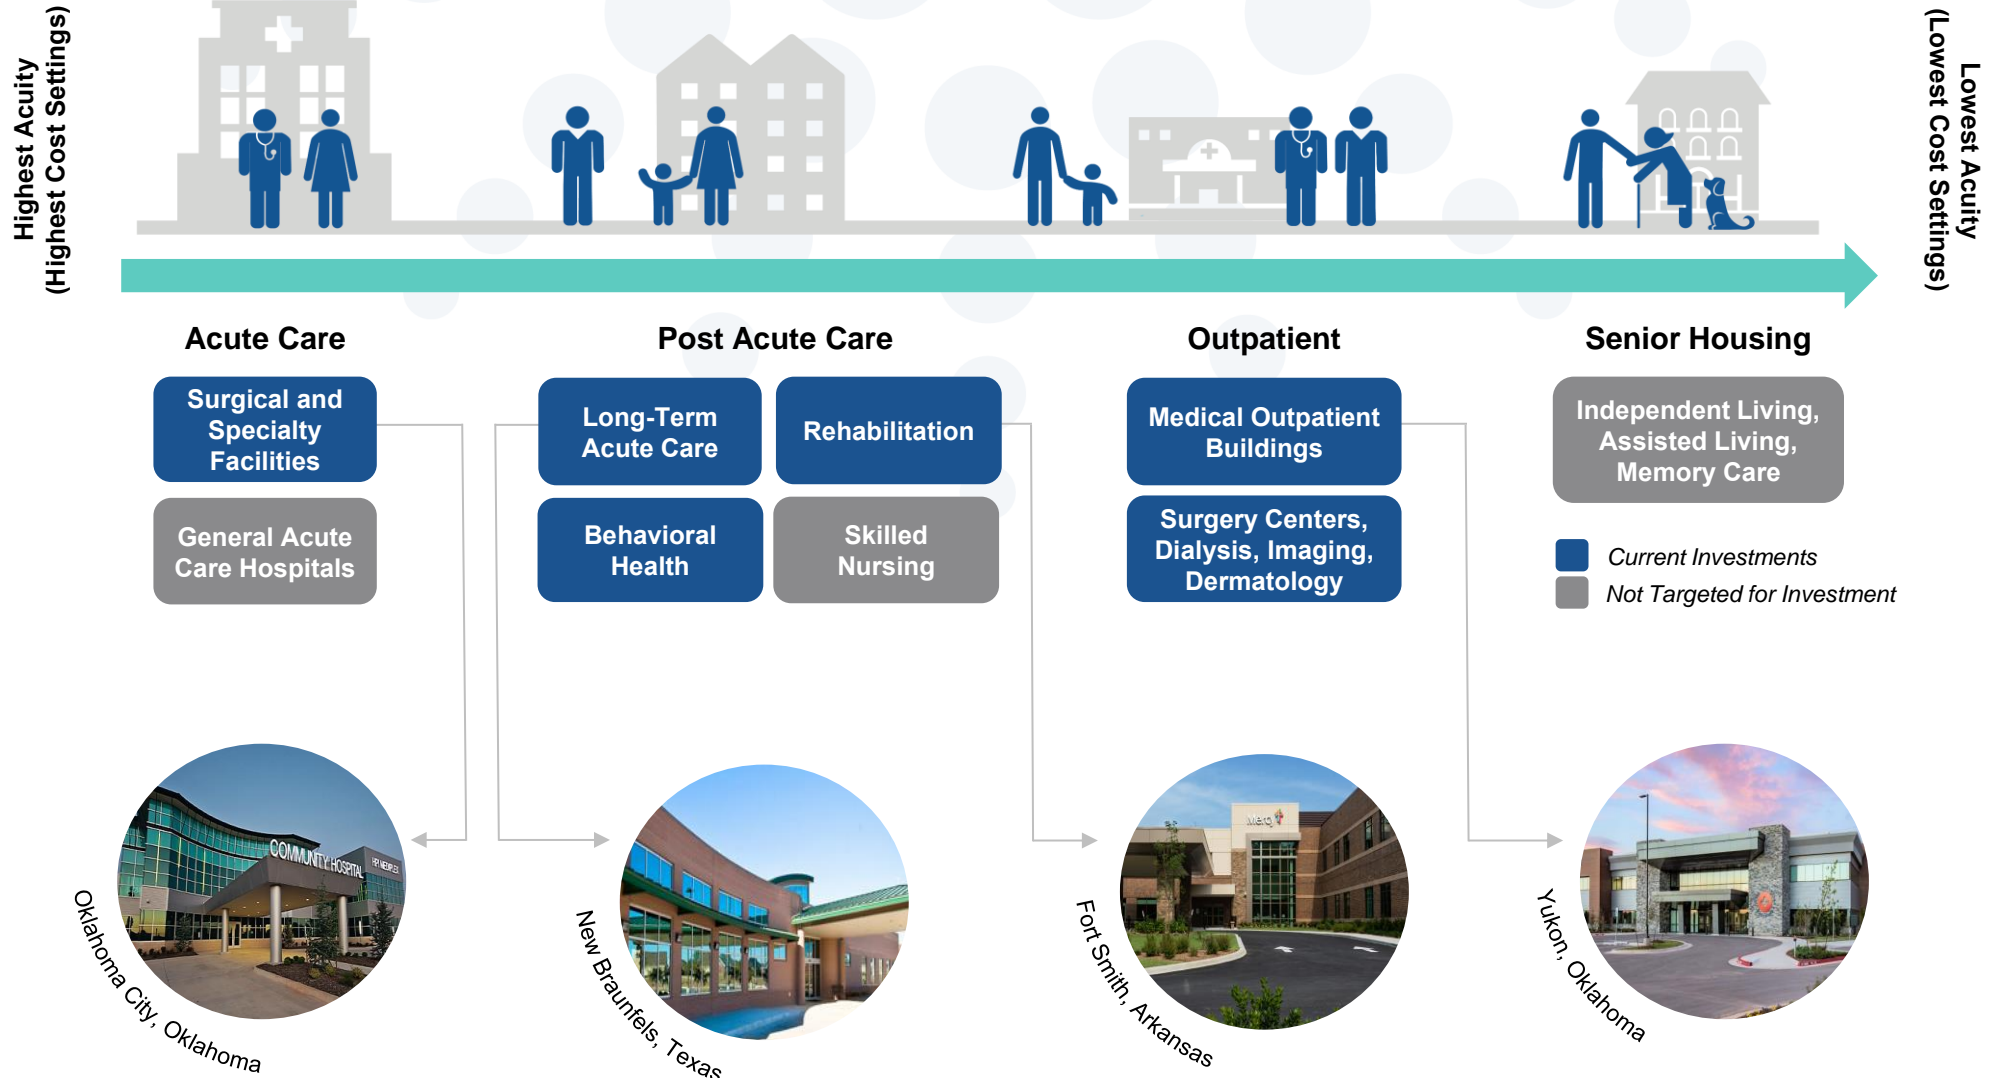 Highest Acuity
(Highest Cost Settings)
Lowest Acuity
(Lowest Cost Settings)
Acute Care
Post Acute Care
Outpatient
Senior Housing
Surgical and
Specialty
Facilities
General Acute
Care Hospitals
Long-Term
Acute Care
Rehabilitation
Behavioral
Health
Skilled
Nursing
Medical Outpatient
Buildings
Surgery Centers,
Dialysis, Imaging,
Dermatology
Independent Living,
Assisted Living,
Memory Care
Current Investments
Not Targeted for Investment
COMMUNITY HOSPITAL
HPI MEDIPLEX
Mercy
Oklahoma City, Oklahoma
New Braunfels, Texas
Fort Smith, Arkansas
Yukon, Oklahoma